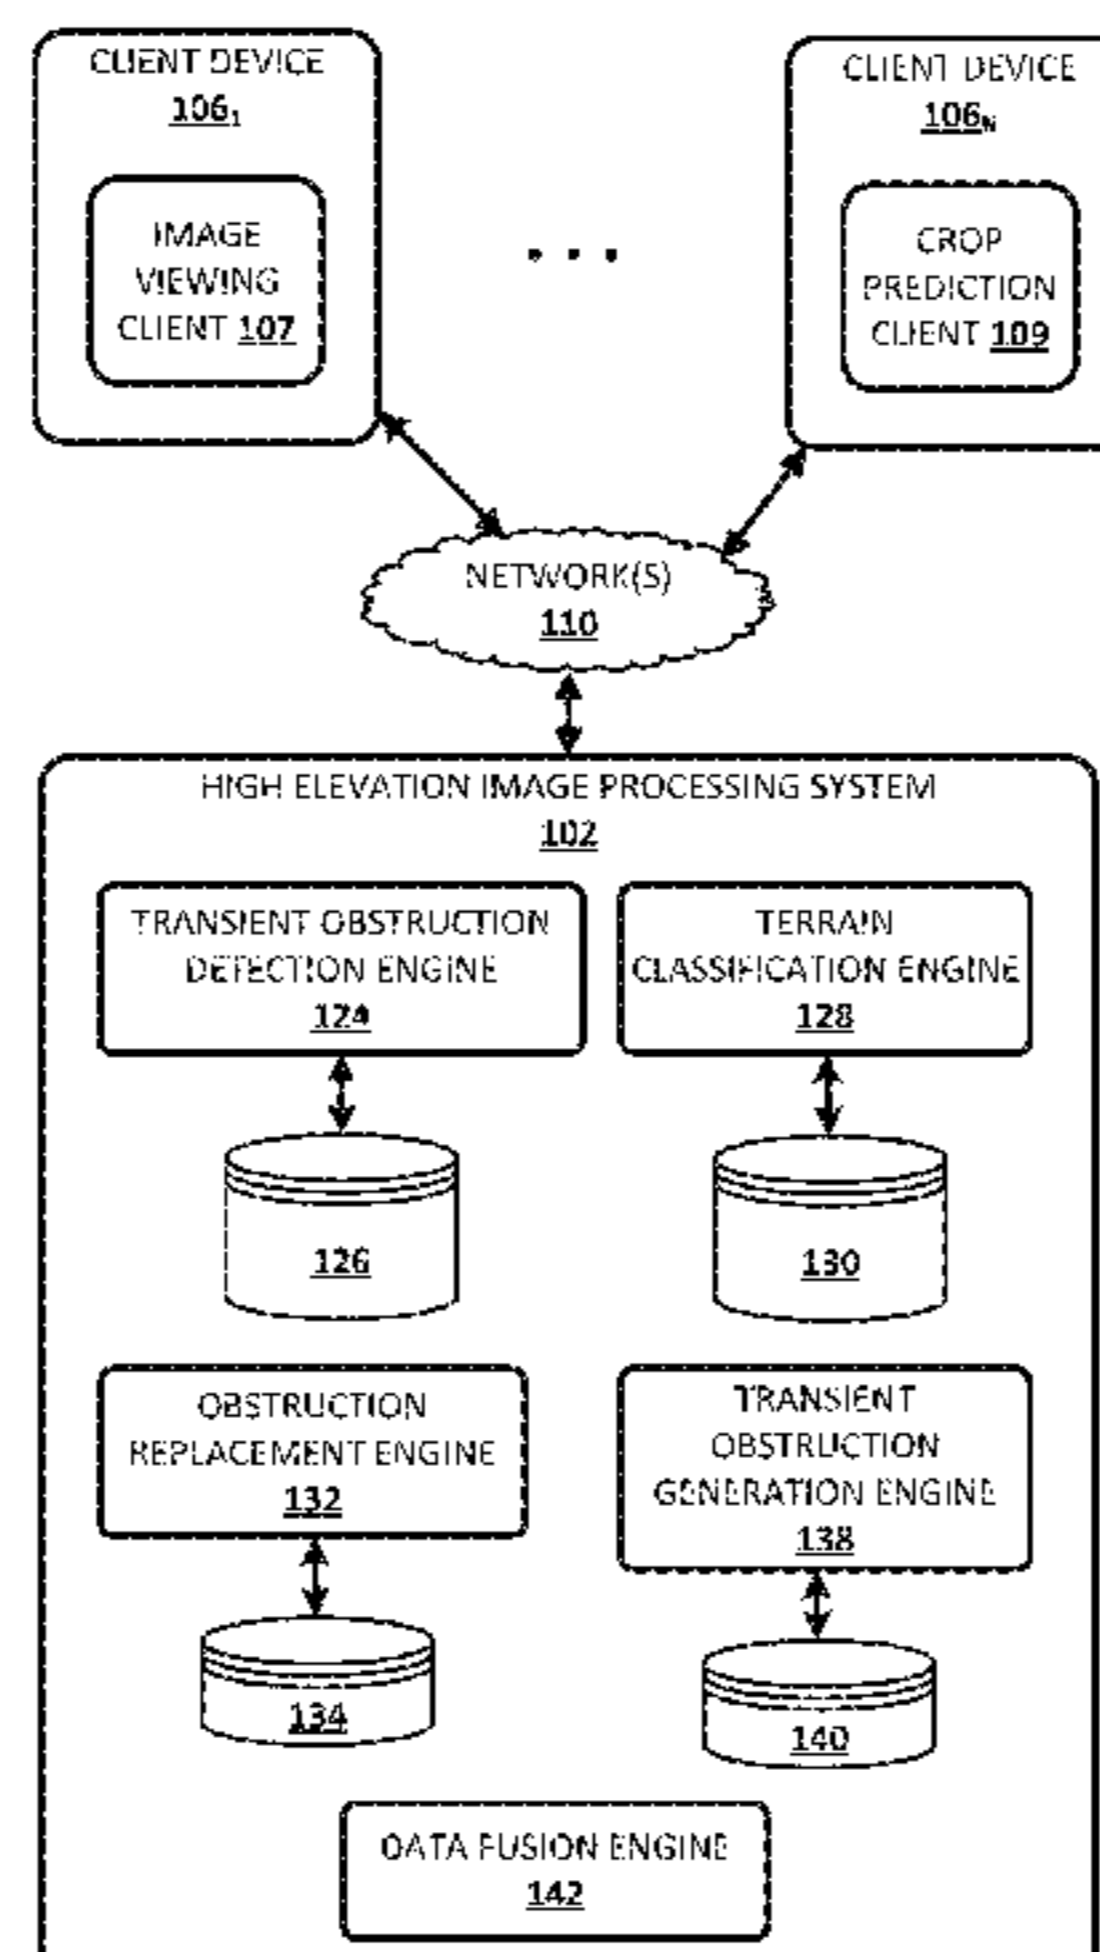 CLIENT DEVICE
106₁
IMAGE
VIEWING
CLIENT 107
CLIENT DEVICE
106ₙ
CROP
PREDICTION
CLIENT 109
. . .
NETWORK(S)
110
HIGH ELEVATION IMAGE PROCESSING SYSTEM
102
TRANSIENT OBSTRUCTION
DETECTION ENGINE
124
TERRAIN
CLASSIFICATION ENGINE
128
126
130
OBSTRUCTION
REPLACEMENT ENGINE
132
TRANSIENT
OBSTRUCTION
GENERATION ENGINE
138
134
140
DATA FUSION ENGINE
142